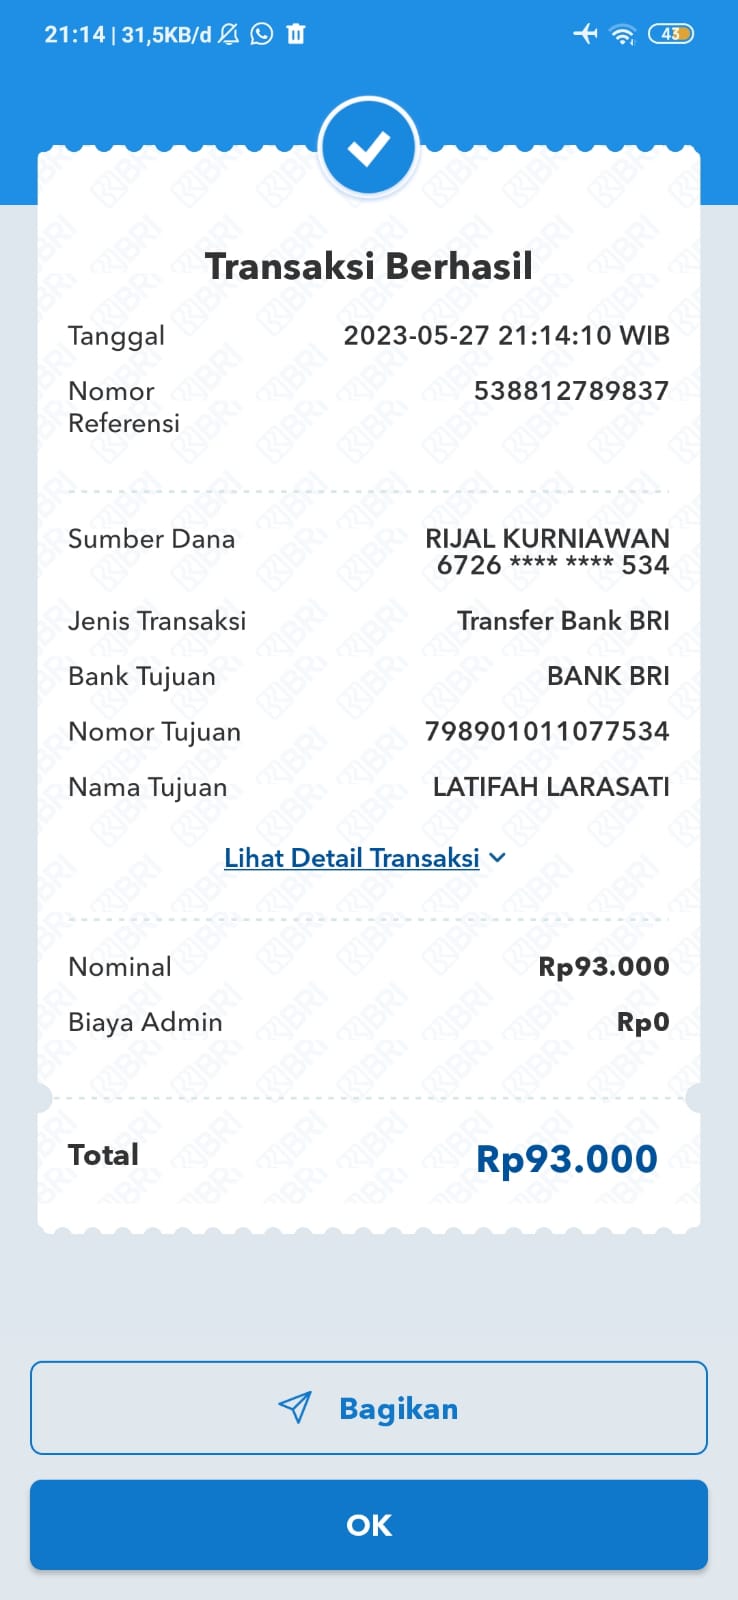 21:14 | 31,5KB/d
43
Transaksi Berhasil
Tanggal 2023-05-27 21:14:10 WIB
Nomor Referensi 538812789837
Sumber Dana RIJAL KURNIAWAN
6726 **** **** 534
Jenis Transaksi Transfer Bank BRI
Bank Tujuan BANK BRI
Nomor Tujuan 798901011077534
Nama Tujuan LATIFAH LARASATI
Lihat Detail Transaksi
Nominal Rp93.000
Biaya Admin Rp0
Total Rp93.000
Bagikan
OK